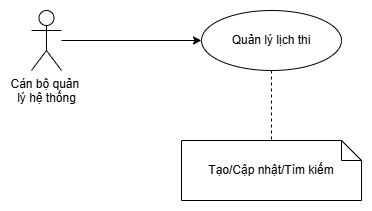 Quản lý lịch thi
Cán bộ quản
lý hệ thống
Tạo/Cập nhật/Tìm kiếm